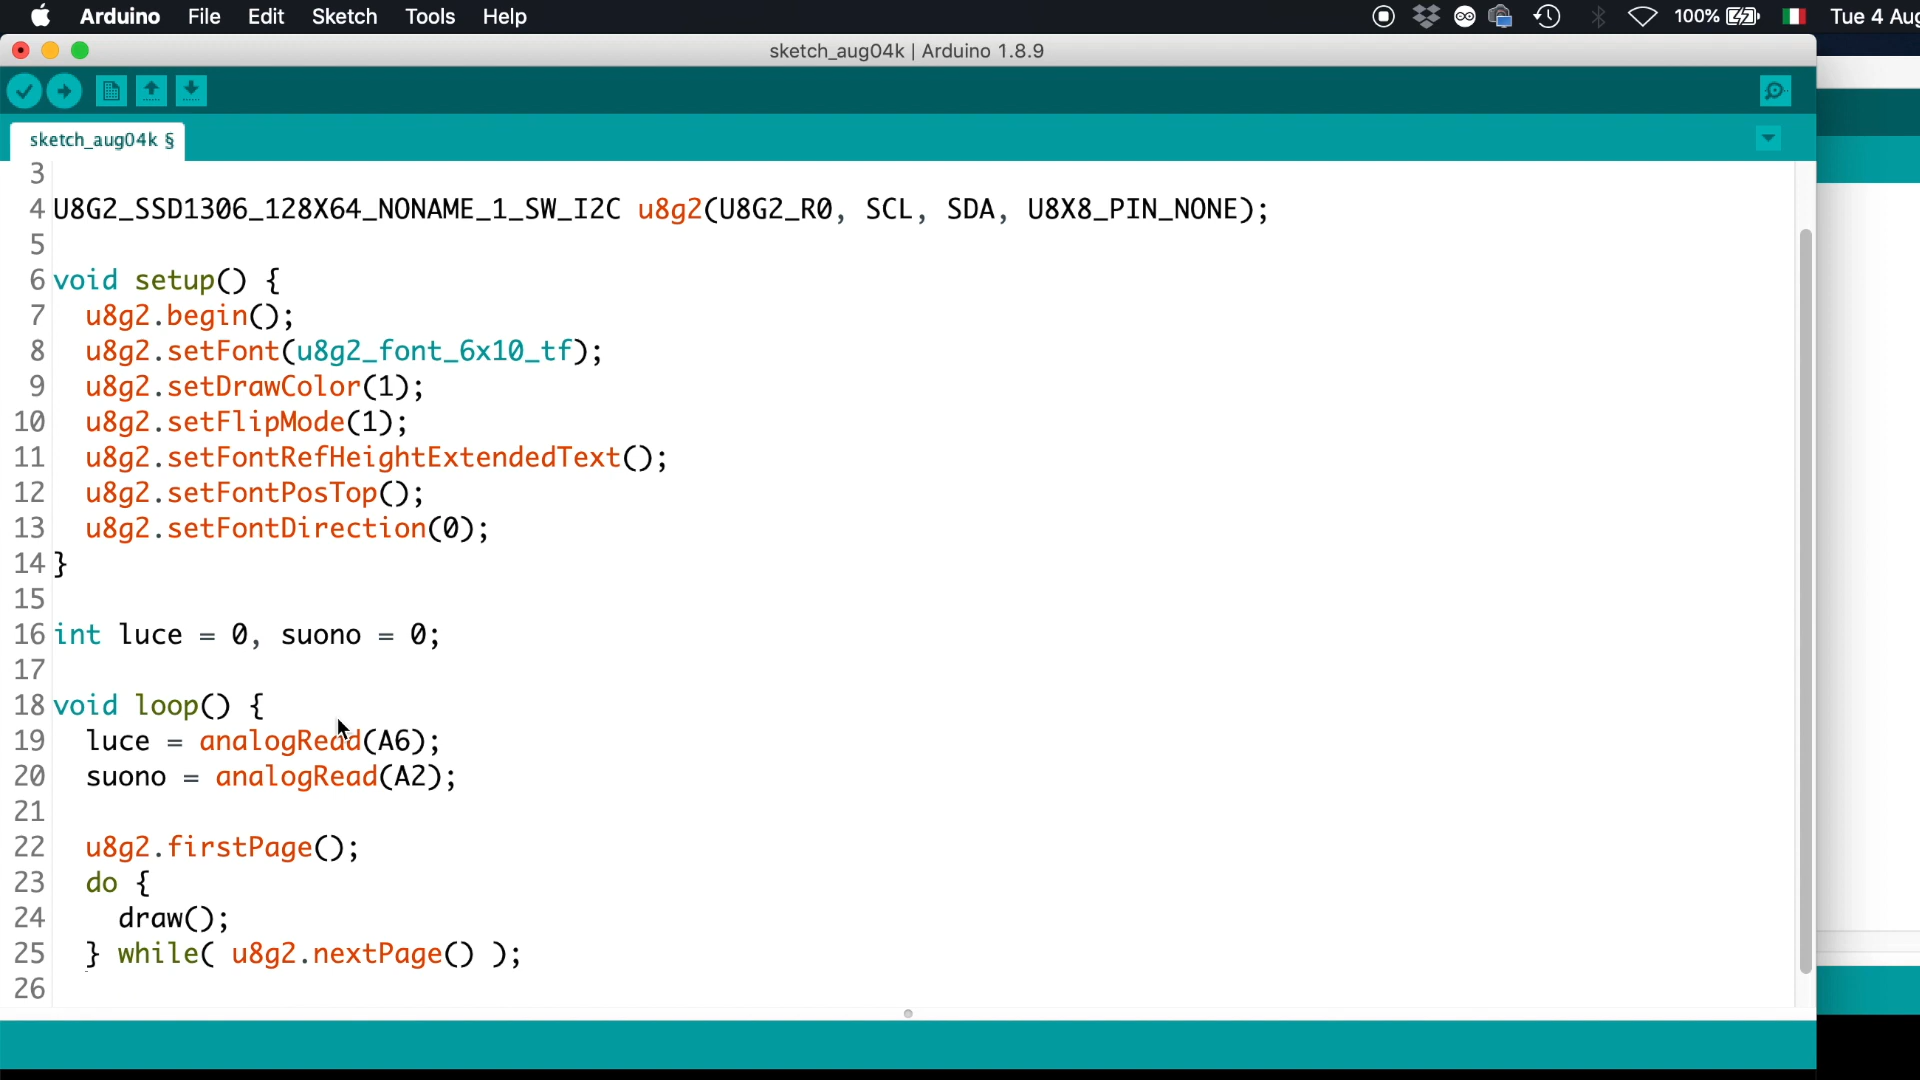 Arduino File Edit Sketch Tools Help 100% Tue 4 Aug
sketch_aug04k | Arduino 1.8.9
sketch_aug04k §
3
4 U8G2_SSD1306_128X64_NONAME_1_SW_I2C u8g2(U8G2_R0, SCL, SDA, U8X8_PIN_NONE);
5
6 void setup() {
7 u8g2.begin();
8 u8g2.setFont(u8g2_font_6x10_tf);
9 u8g2.setDrawColor(1);
10 u8g2.setFlipMode(1);
11 u8g2.setFontRefHeightExtendedText();
12 u8g2.setFontPosTop();
13 u8g2.setFontDirection(0);
14 }
15
16 int luce = 0, suono = 0;
17
18 void loop() {
19 luce = analogRead(A6);
20 suono = analogRead(A2);
21
22 u8g2.firstPage();
23 do {
24 draw();
25 } while( u8g2.nextPage() );
26